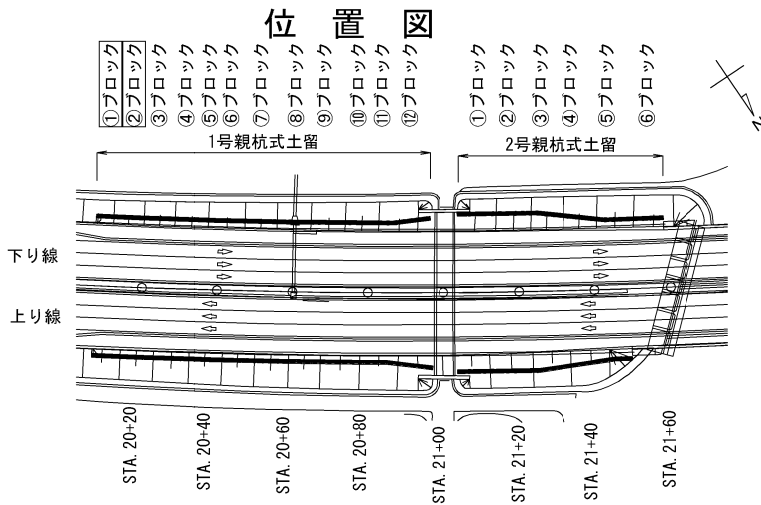 位置図
①ブロック
②ブロック
③ブロック
④ブロック
⑤ブロック
⑥ブロック
⑦ブロック
⑧ブロック
⑨ブロック
⑩ブロック
⑪ブロック
⑫ブロック
①ブロック
②ブロック
③ブロック
④ブロック
⑤ブロック
⑥ブロック
N
1号親杭式土留
2号親杭式土留
下り線
上り線
STA. 20+20
STA. 20+40
STA. 20+60
STA. 20+80
STA. 21+00
STA. 21+20
STA. 21+40
STA. 21+60